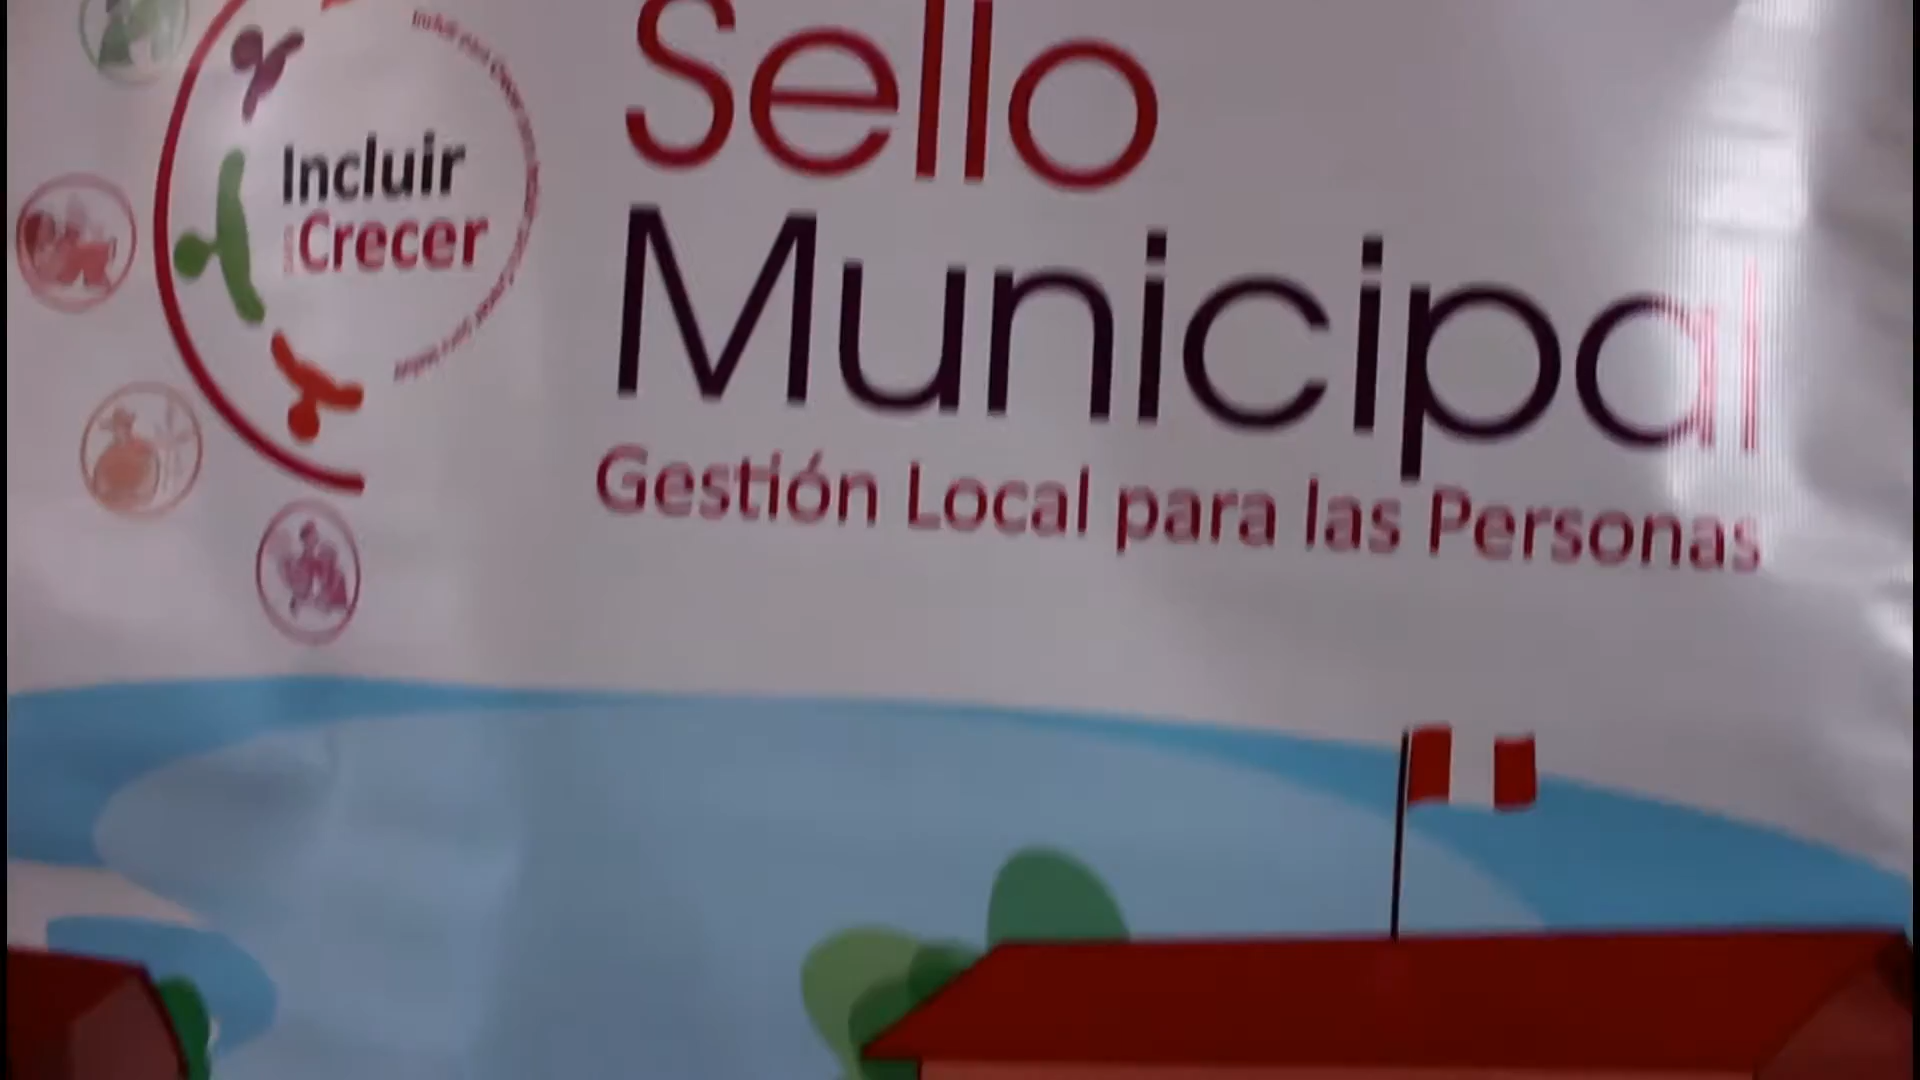 Sello
Municipal
Gestión Local para las Personas
Incluir
Crecer